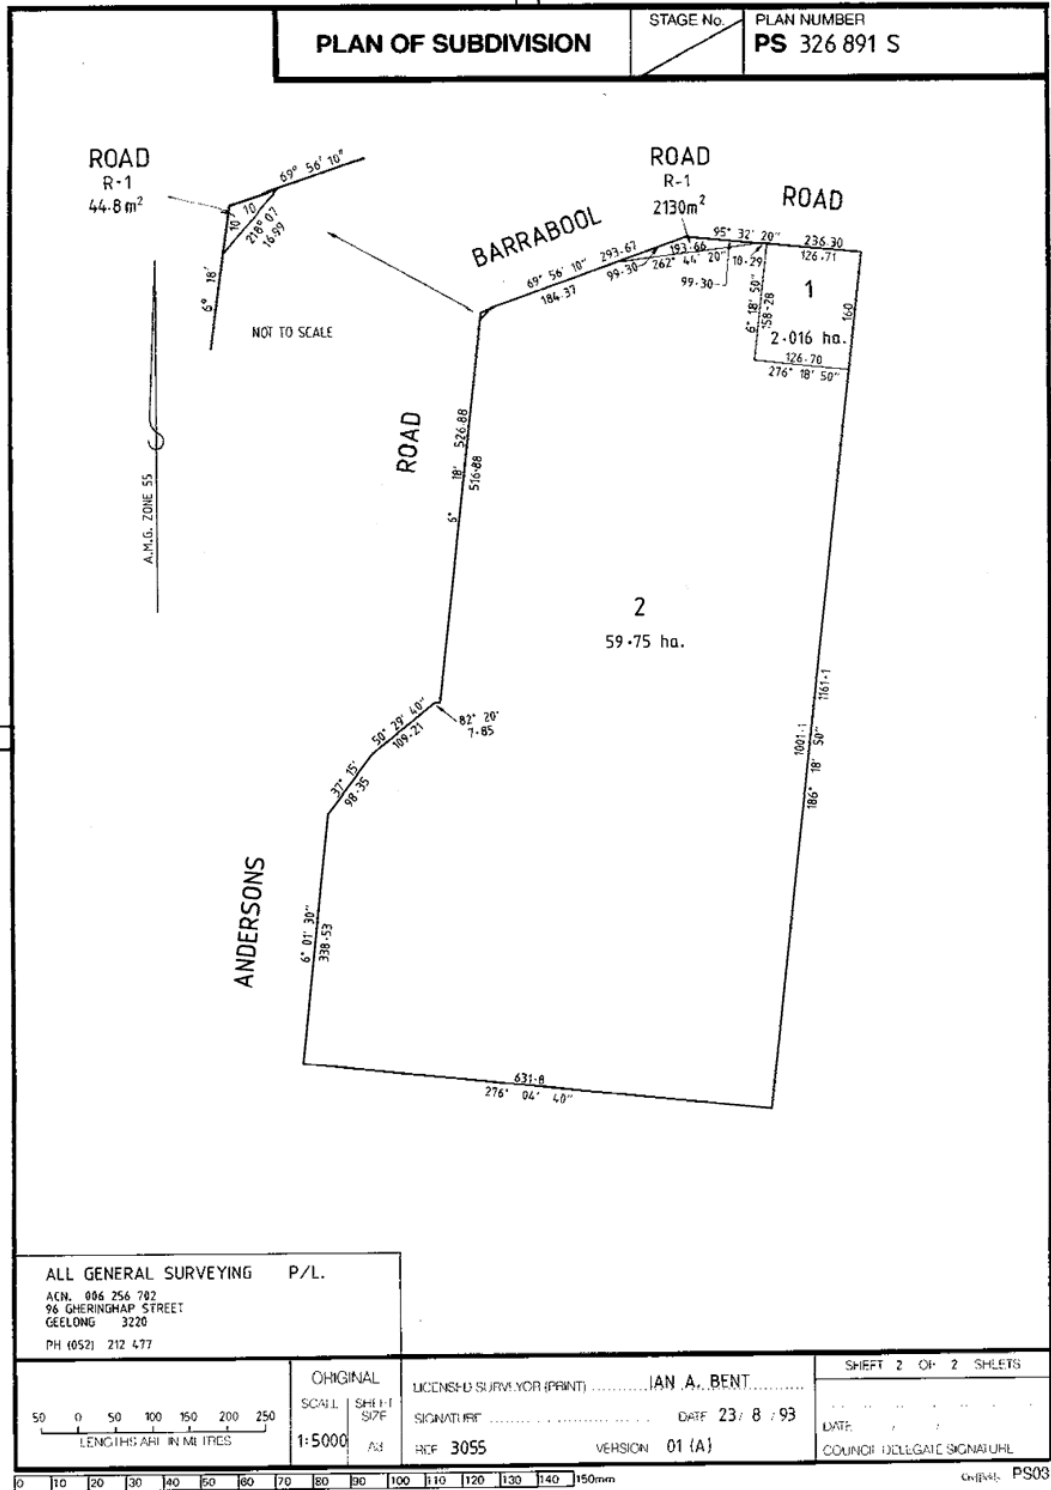 PLAN OF SUBDIVISION
STAGE No.
PLAN NUMBER
PS 326 891 S
ROAD
R-1
44.8m²
69° 56' 10"
10
10
218° 07'
16.99
6° 18'
NOT TO SCALE
A.M.G. ZONE 55
BARRABOOL
ROAD
R-1
2130m²
ROAD
69° 56' 10" 293.67
184.37
99.30
193.66
262° 44' 20"
95° 32' 20"
236.30
126.71
10.29
99.30
6° 18' 50"
158.28
1
2.016 ha.
160
126.70
276° 18' 50"
ROAD
6° 18' 526.88
516.88
2
59.75 ha.
1161.1
1001.1
186° 18' 50"
82° 20'
7.85
50° 29' 40"
109.21
37° 15'
98.35
ANDERSONS
6° 01' 30"
338.53
631.8
276° 04' 40"
ALL GENERAL SURVEYING P/L.
ACN. 006 256 702
96 GHERINGHAP STREET
GEELONG 3220
PH (052) 212 477
50 0 50 100 150 200 250
LENGTHS ARE IN METRES
ORIGINAL
SCALE
SHEET SIZE
1:5000
A3
LICENSED SURVEYOR (PRINT) IAN A. BENT
SIGNATURE
DATE 23/ 8 / 93
REF 3055
VERSION 01 (A)
SHEET 2 OF 2 SHEETS
DATE / /
COUNCIL DELEGATE SIGNATURE
0 10 20 30 40 50 60 70 80 90 100 110 120 130 140 150mm
PS03